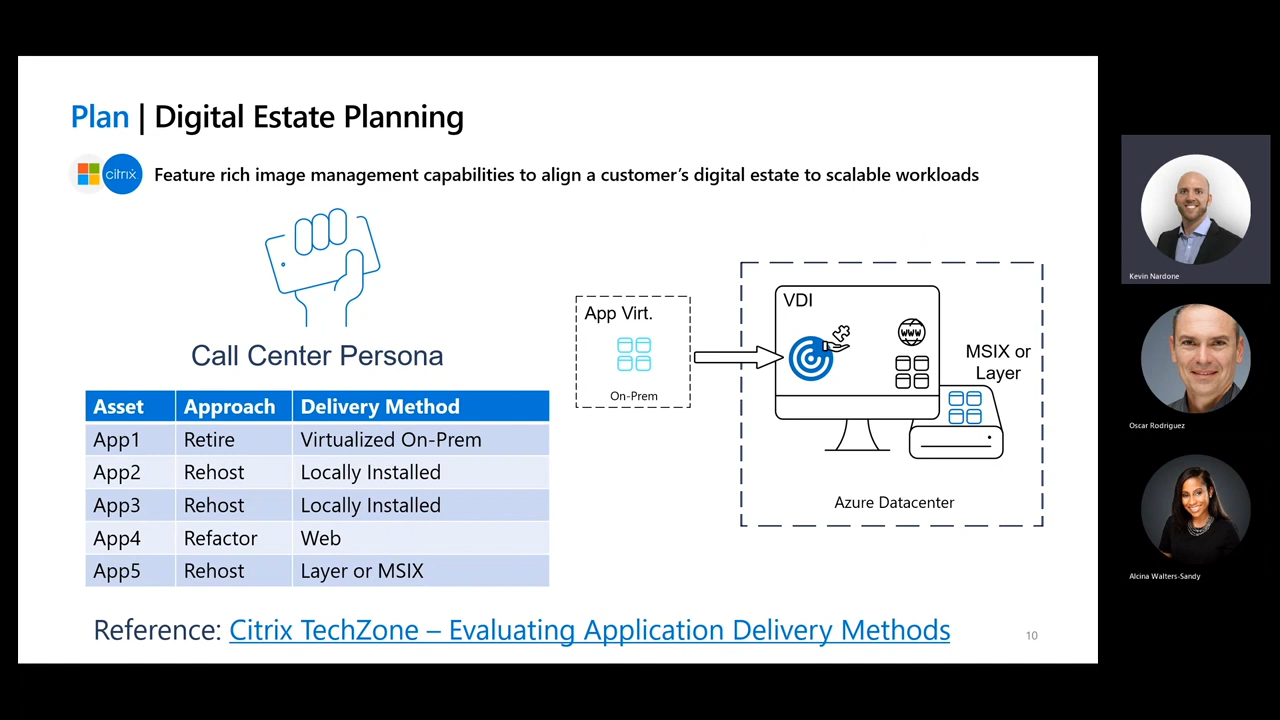 Plan | Digital Estate Planning
citrix
Feature rich image management capabilities to align a customer's digital estate to scalable workloads
Call Center Persona
Asset Approach Delivery Method
App1 Retire Virtualized On-Prem
App2 Rehost Locally Installed
App3 Rehost Locally Installed
App4 Refactor Web
App5 Rehost Layer or MSIX
App Virt.
On-Prem
VDI
WWW
MSIX or
Layer
Azure Datacenter
Reference: Citrix TechZone – Evaluating Application Delivery Methods
10
Kevin Nardone
Oscar Rodriguez
Alcina Walters-Sandy